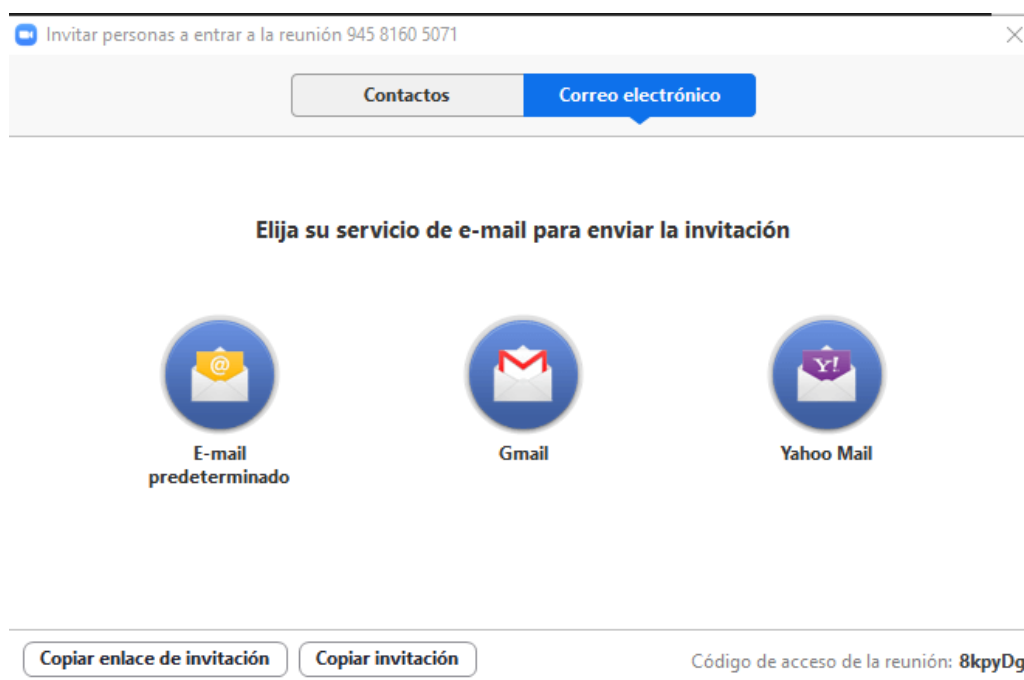 Invitar personas a entrar a la reunión 945 8160 5071
Contactos
Correo electrónico
Elija su servicio de e-mail para enviar la invitación
@
Y!
E-mail
predeterminado
Gmail
Yahoo Mail
Copiar enlace de invitación
Copiar invitación
Código de acceso de la reunión: 8kpyDg